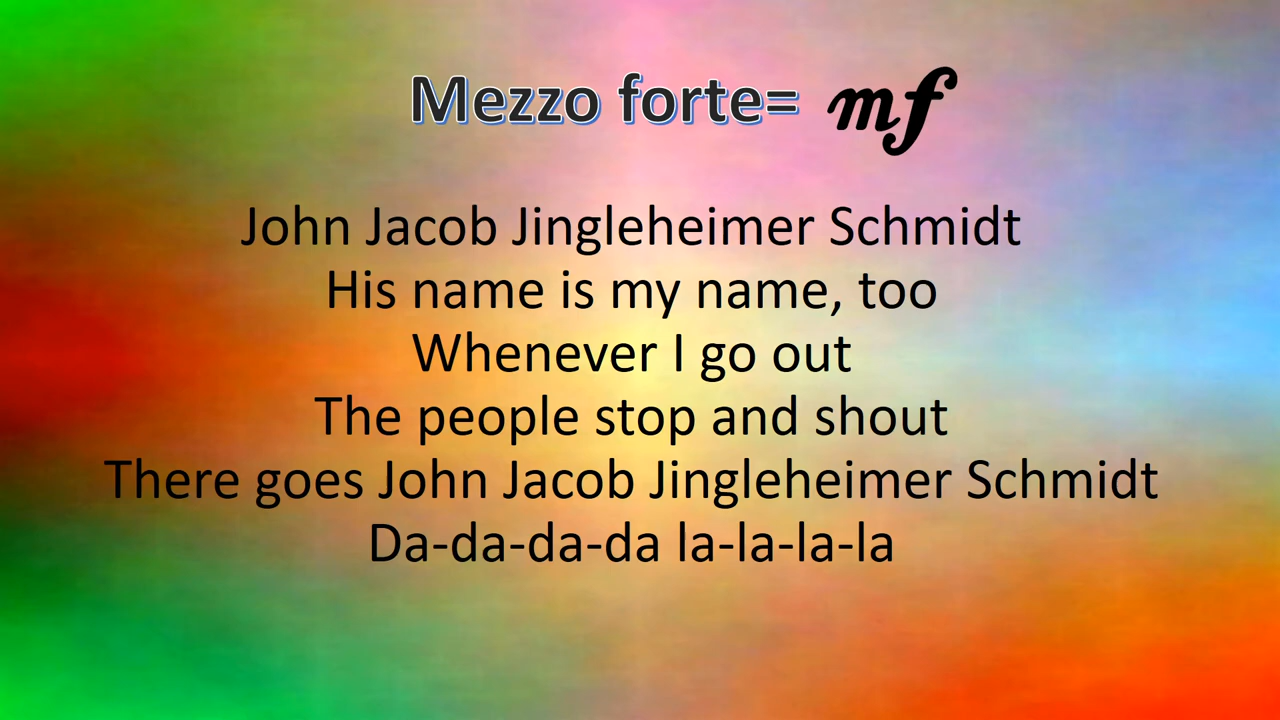 Mezzo forte= mf
John Jacob Jingleheimer Schmidt
His name is my name, too
Whenever I go out
The people stop and shout
There goes John Jacob Jingleheimer Schmidt
Da-da-da-da la-la-la-la